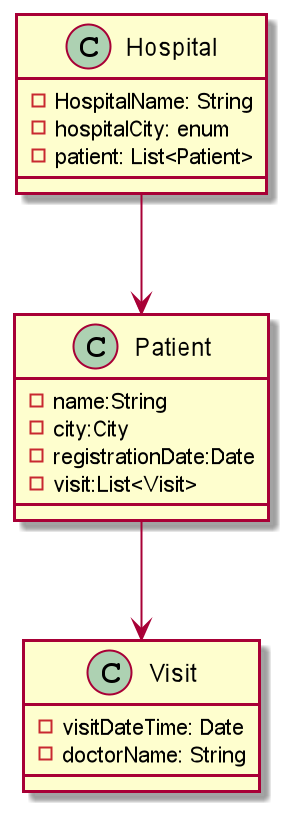 C Hospital
HospitalName: String
hospitalCity: enum
patient: List<Patient>
C Patient
name:String
city:City
registrationDate:Date
visit:List<Visit>
C Visit
visitDateTime: Date
doctorName: String